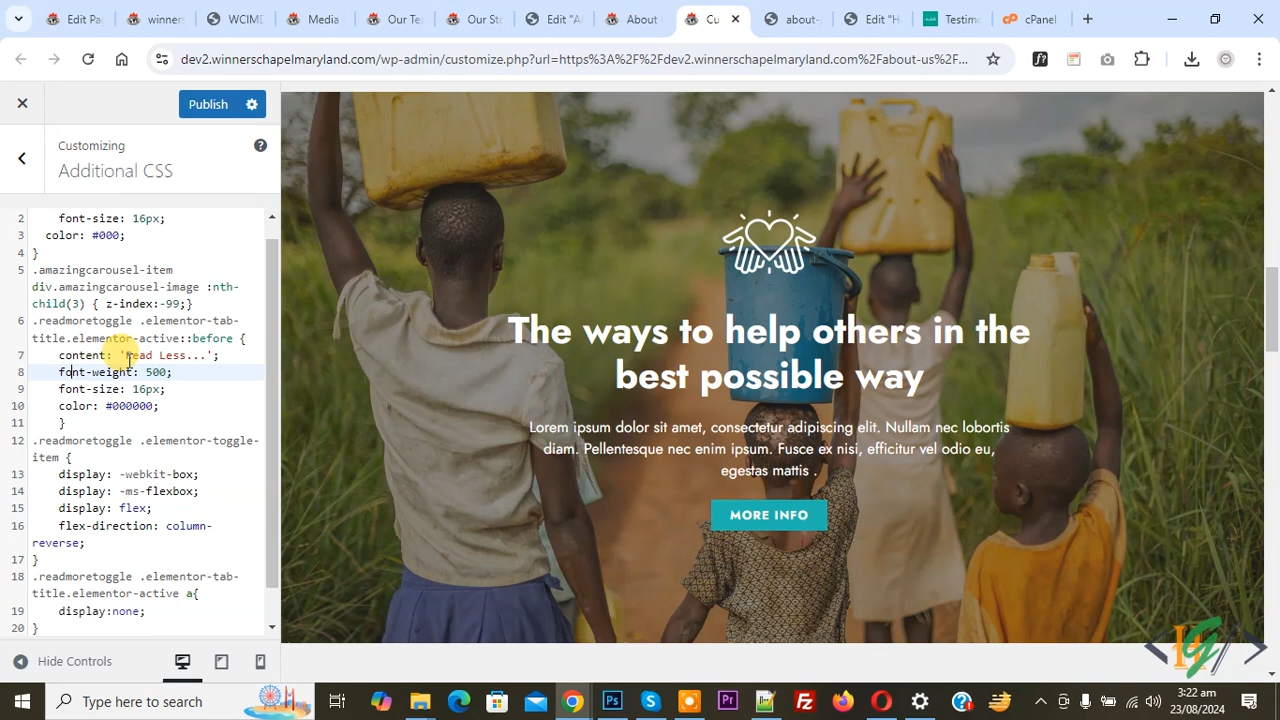 Edit Pa
winners
WCIMD
Media
Our Te
Our St
Edit "A
About
Cu
about-
Edit "H
Testimo
cPanel
dev2.winnerschapelmaryland.com/wp-admin/customize.php?url=https%3A%2F%2Fdev2.winnerschapelmaryland.com%2Fabout-us%2F...
Publish
Customizing
Additional CSS
2 font-size: 16px;
3 color: #000;
4 }
5 .amazingcarousel-item
div.amazingcarousel-image :nth-
child(3) { z-index:-99;}
6 .readmoretoggle .elementor-tab-
title.elementor-active::before {
7 content: 'Read Less...';
8 font-weight: 500;
9 font-size: 16px;
10 color: #000000;
11 }
12 .readmoretoggle .elementor-toggle-
item {
13 display: -webkit-box;
14 display: -ms-flexbox;
15 display: flex;
16 flex-direction: column-
reverse;
17 }
18 .readmoretoggle .elementor-tab-
title.elementor-active a{
19 display:none;
20 }
Hide Controls
The ways to help others in the
best possible way
Lorem ipsum dolor sit amet, consectetur adipiscing elit. Nullam nec lobortis
diam. Pellentesque nec enim ipsum. Fusce ex nisi, efficitur vel odio eu,
egestas mattis .
MORE INFO
Type here to search
3:22 am
23/08/2024